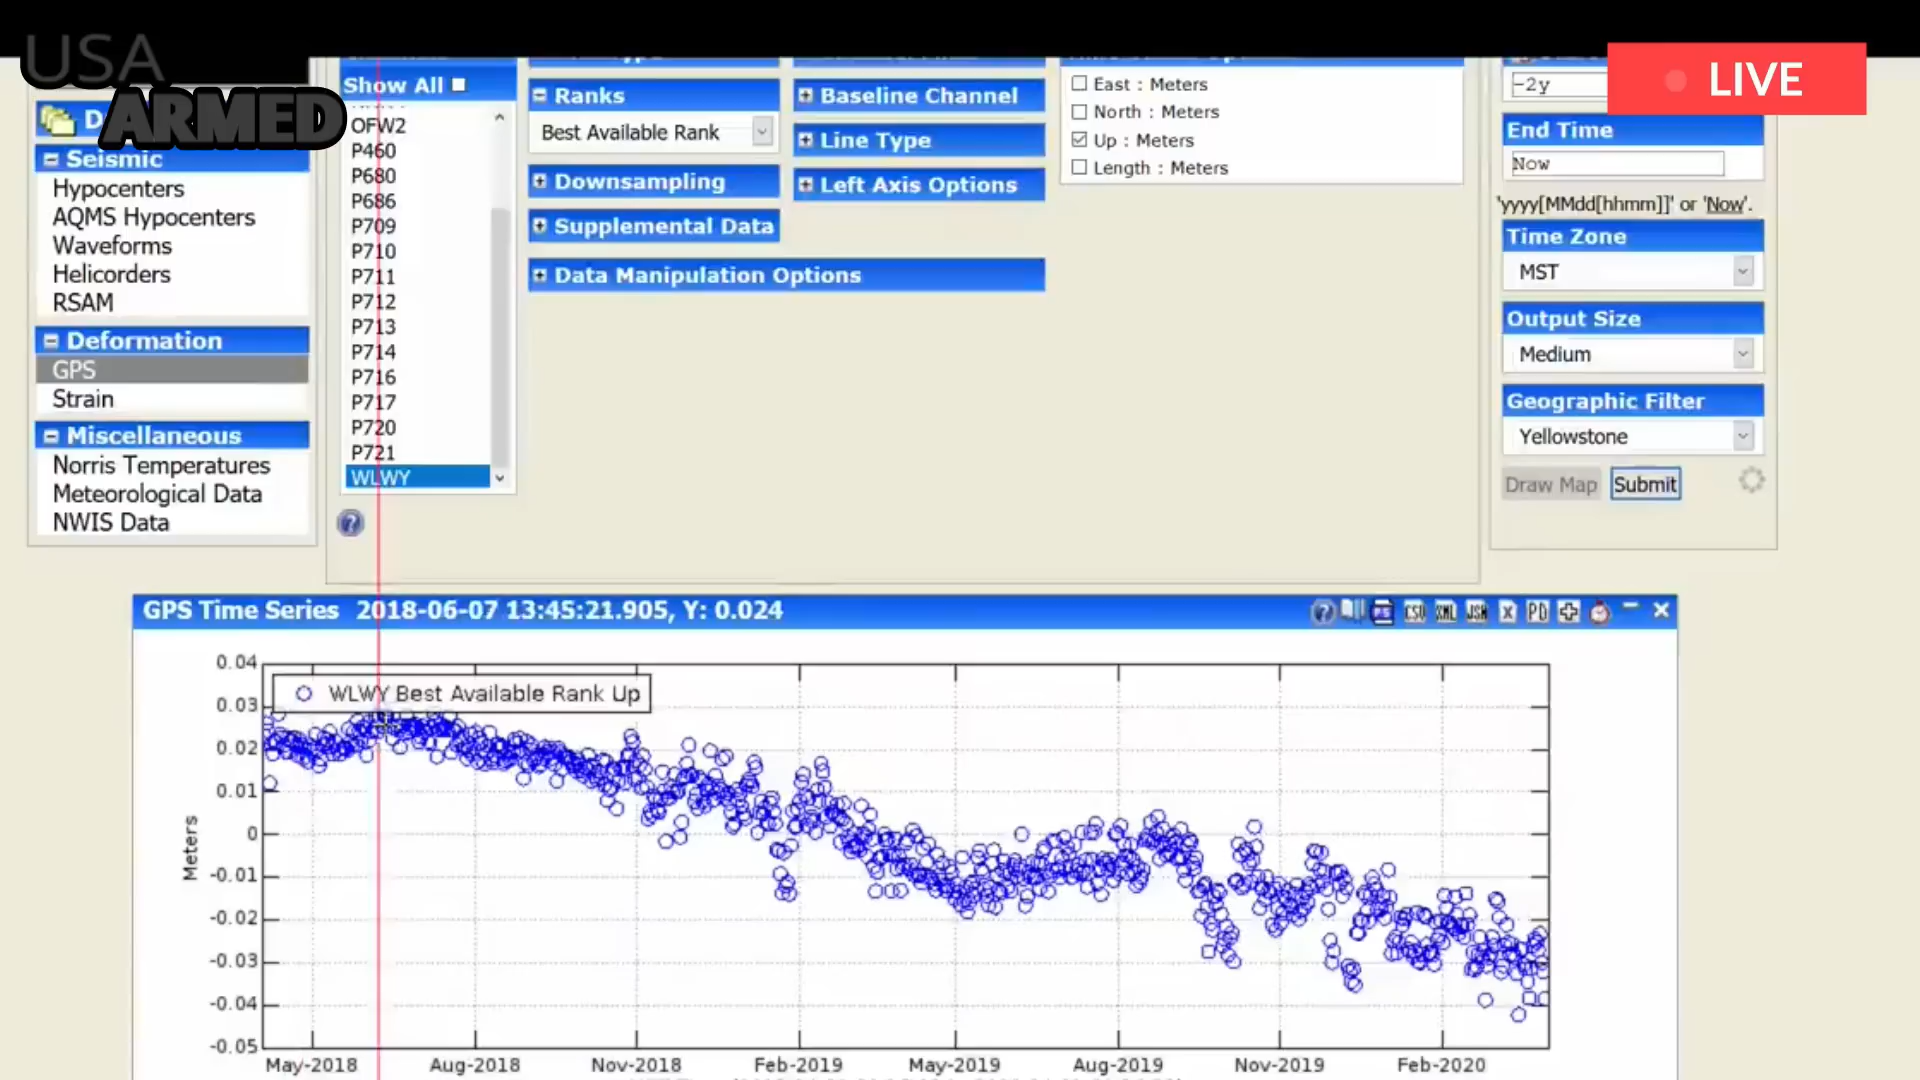 USA
ARMED
LIVE
D
Seismic
Hypocenters
AQMS Hypocenters
Waveforms
Helicorders
RSAM
Deformation
GPS
Strain
Miscellaneous
Norris Temperatures
Meteorological Data
NWIS Data
Show All
OFW2
P460
P680
P686
P709
P710
P711
P712
P713
P714
P716
P717
P720
P721
WLWY
Ranks
Best Available Rank
Downsampling
Supplemental Data
Data Manipulation Options
Baseline Channel
Line Type
Left Axis Options
East : Meters
North : Meters
Up : Meters
Length : Meters
-2y
End Time
Now
'yyyy[MMdd[hhmm]]' or 'Now'.
Time Zone
MST
Output Size
Medium
Geographic Filter
Yellowstone
Draw Map Submit
GPS Time Series 2018-06-07 13:45:21.905, Y: 0.024
CSV XML JSN X PD
WLWY Best Available Rank Up
Meters
0.04
0.03
0.02
0.01
0
-0.01
-0.02
-0.03
-0.04
-0.05
May-2018 Aug-2018 Nov-2018 Feb-2019 May-2019 Aug-2019 Nov-2019 Feb-2020